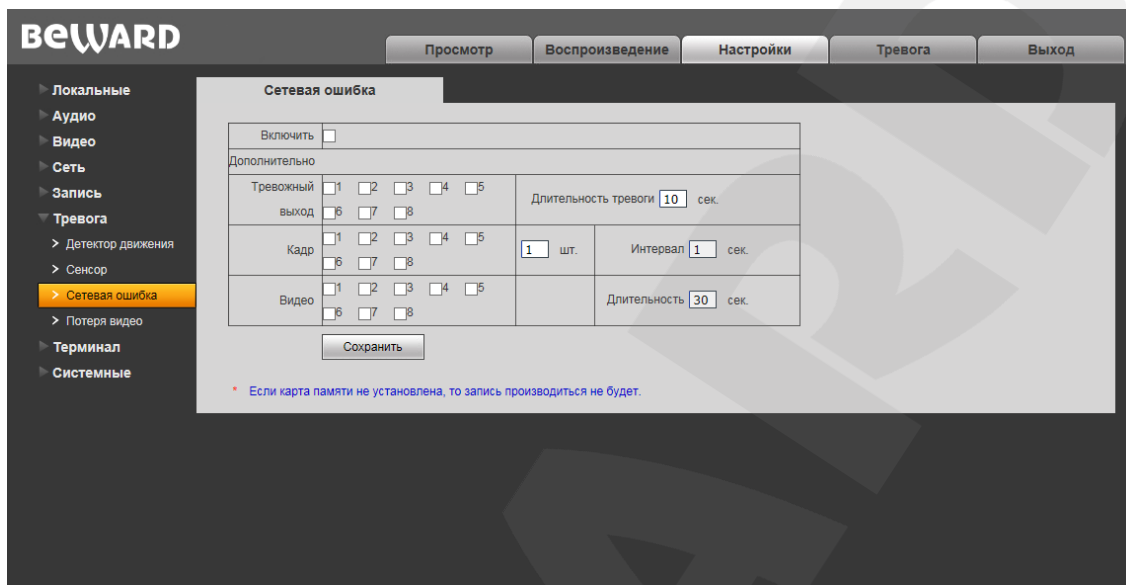 BEWARD
Просмотр Воспроизведение Настройки Тревога Выход
Локальные
Аудио
Видео
Сеть
Запись
Тревога
> Детектор движения
> Сенсор
> Сетевая ошибка
> Потеря видео
Терминал
Системные
Сетевая ошибка
Включить
Дополнительно
Тревожный выход 1 2 3 4 5
6 7 8
Длительность тревоги 10 сек.
Кадр 1 2 3 4 5
6 7 8
1 шт. Интервал 1 сек.
Видео 1 2 3 4 5
6 7 8
Длительность 30 сек.
Сохранить
* Если карта памяти не установлена, то запись производиться не будет.